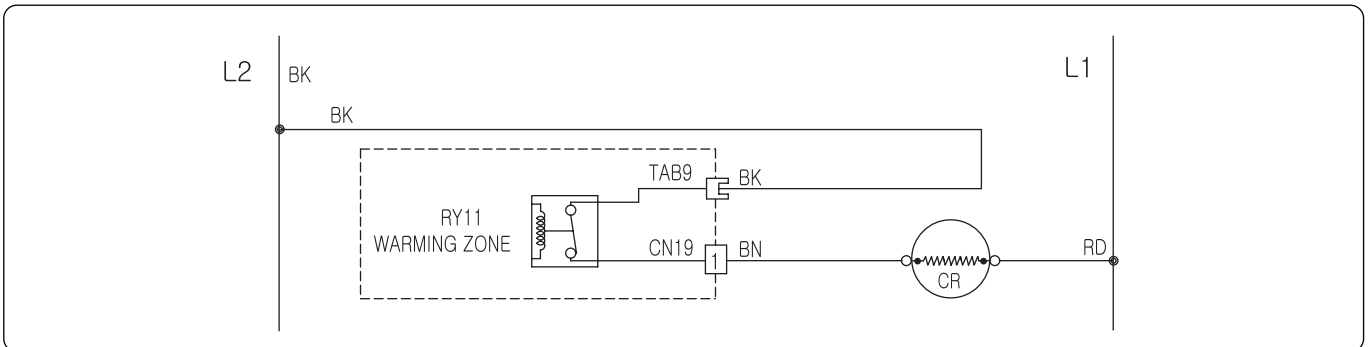 L2
BK
L1
BK
TAB9
BK
RY11
WARMING ZONE
CN19
1
BN
RD
CR